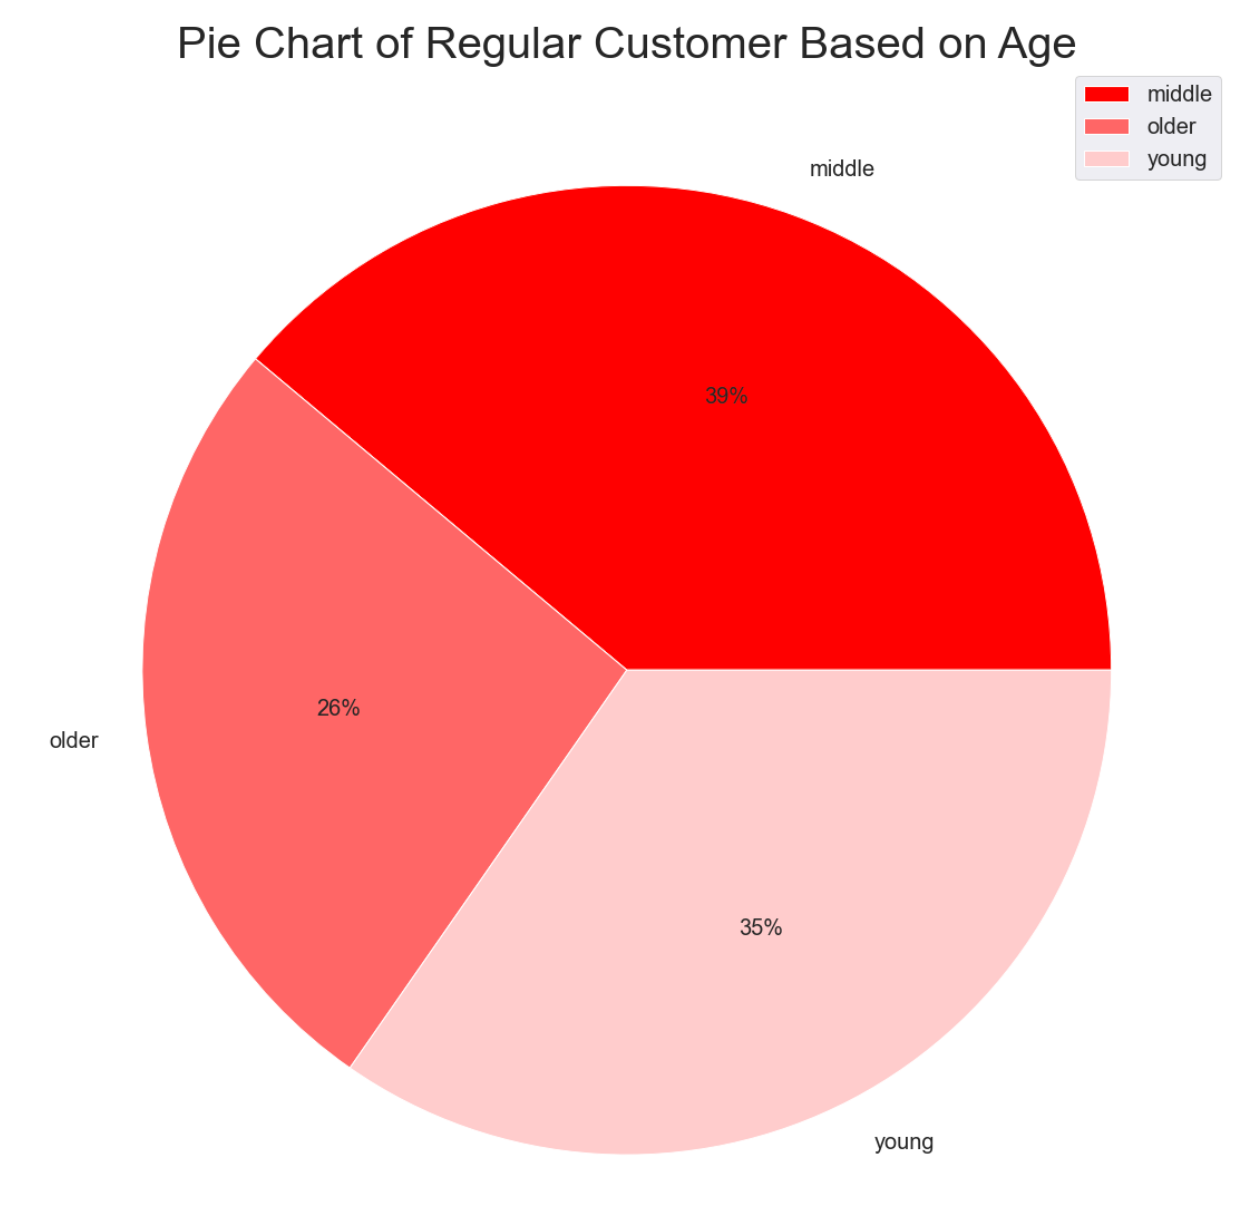 Pie Chart of Regular Customer Based on Age
middle
older
young
middle
39%
26%
older
35%
young